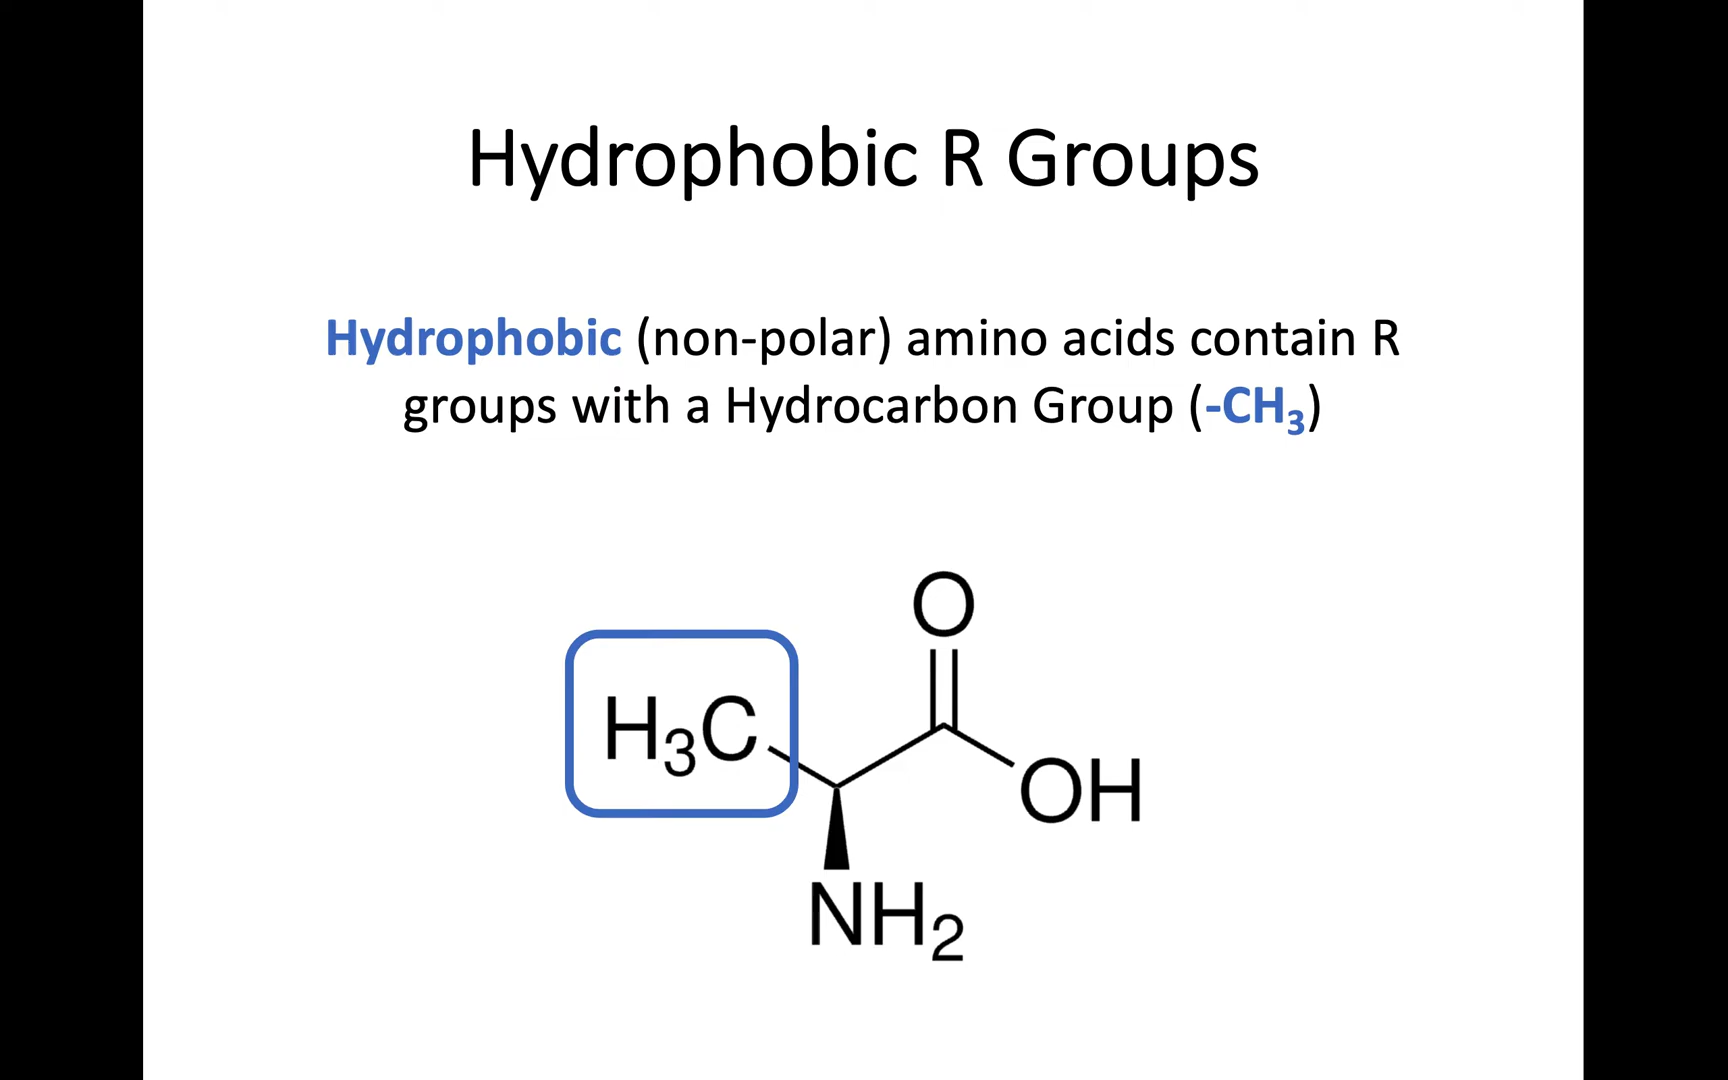 Hydrophobic R Groups
Hydrophobic (non-polar) amino acids contain R
groups with a Hydrocarbon Group (-CH₃)
O
H₃C
OH
NH₂